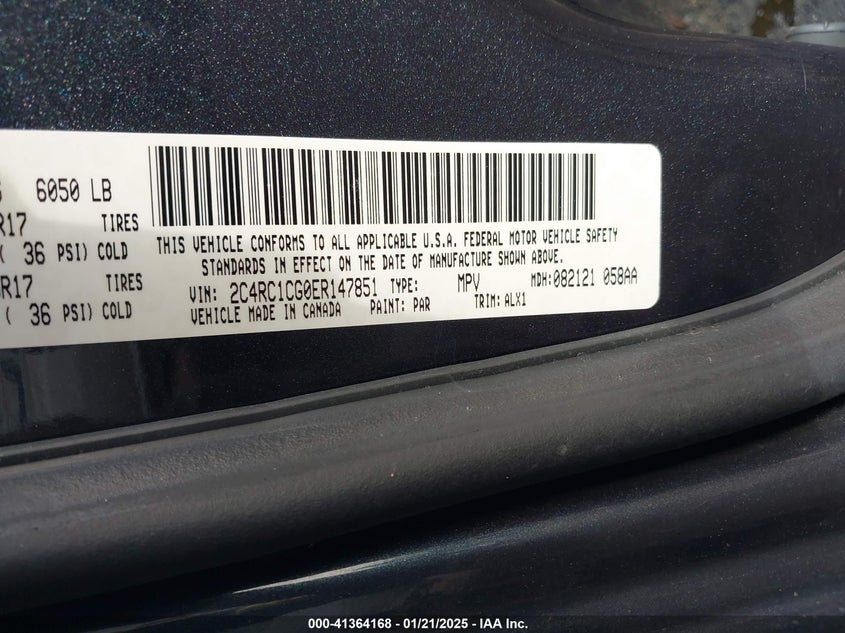 6050 LB
R17 TIRES
( 36 PSI) COLD
R17 TIRES
( 36 PSI) COLD
THIS VEHICLE CONFORMS TO ALL APPLICABLE U.S.A. FEDERAL MOTOR VEHICLE SAFETY
STANDARDS IN EFFECT ON THE DATE OF MANUFACTURE SHOWN ABOVE.
VIN: 2C4RC1CG0ER147851 TYPE: MPV MDH:082121 058AA
VEHICLE MADE IN CANADA PAINT: PAR TRIM: ALX1
000-41364168 - 01/21/2025 - IAA Inc.